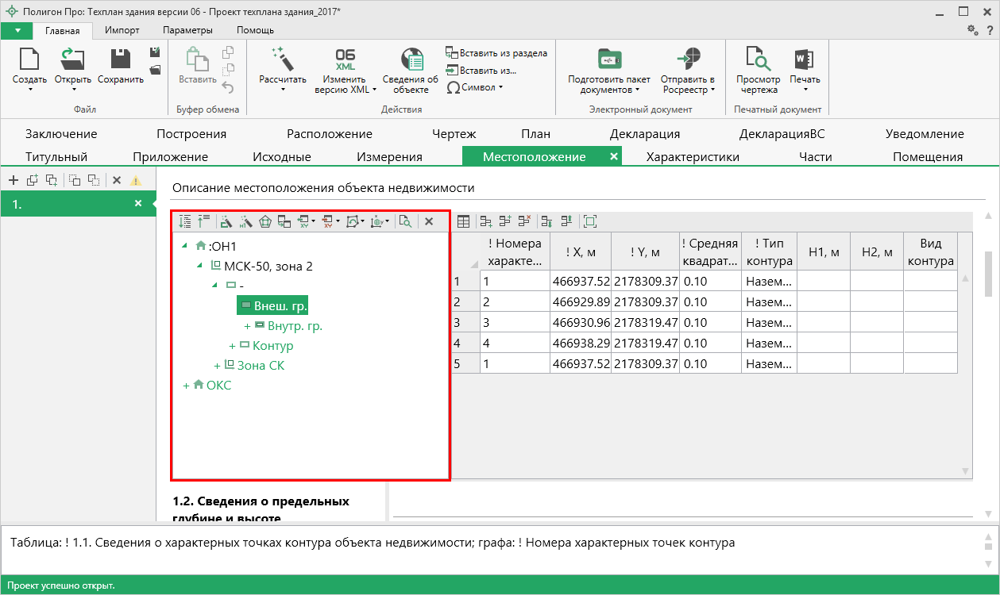 Полигон Про: Техплан здания версии 06 - Проект техплана здания_2017*
Главная Импорт Параметры Помощь
?
Создать Открыть Сохранить
Файл
Вставить
Буфер обмена
Рассчитать
06 XML
Изменить версию XML
Сведения об объекте
Вставить из раздела
Вставить из...
Символ
Действия
Подготовить пакет документов
Отправить в Росреестр
Электронный документ
Просмотр чертежа
Печать
Печатный документ
Заключение Построения Расположение Чертеж План Декларация ДекларацияВС Уведомление
Титульный Приложение Исходные Измерения Местоположение Характеристики Части Помещения
1.
Описание местоположения объекта недвижимости
:ОН1
МСК-50, зона 2
-
Внеш. гр.
+ Внутр. гр.
+ Контур
+ Зона СК
+ ОКС
! Номера характе... ! X, м ! Y, м ! Средняя квадрат... ! Тип контура H1, м H2, м Вид контура
1 1 466937.52 2178309.37 0.10 Назем...
2 2 466929.89 2178309.37 0.10 Назем...
3 3 466930.96 2178319.47 0.10 Назем...
4 4 466938.29 2178319.47 0.10 Назем...
5 1 466937.52 2178309.37 0.10 Назем...
1.2. Сведения о предельных
глубине и высоте
Таблица: ! 1.1. Сведения о характерных точках контура объекта недвижимости; графа: ! Номера характерных точек контура
Проект успешно открыт.